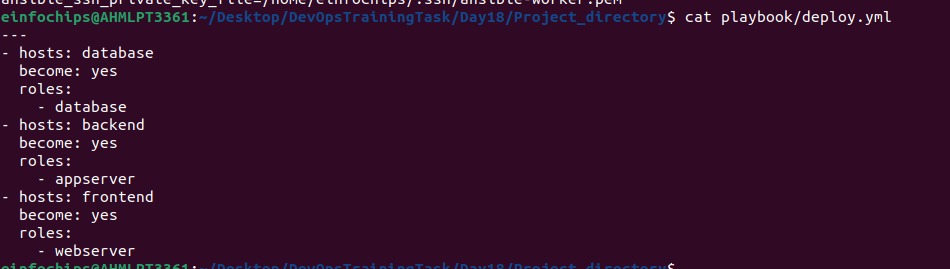 ansible_ssh_private_key_file=/home/einfochips/.ssh/ansible-worker.pem
einfochips@AHMLPT3361:~/Desktop/DevOpsTrainingTask/Day18/Project_directory$ cat playbook/deploy.yml
---
- hosts: database
  become: yes
  roles:
    - database
- hosts: backend
  become: yes
  roles:
    - appserver
- hosts: frontend
  become: yes
  roles:
    - webserver
einfochips@AHMLPT3361:~/Desktop/DevOpsTrainingTask/Day18/Project_directory$